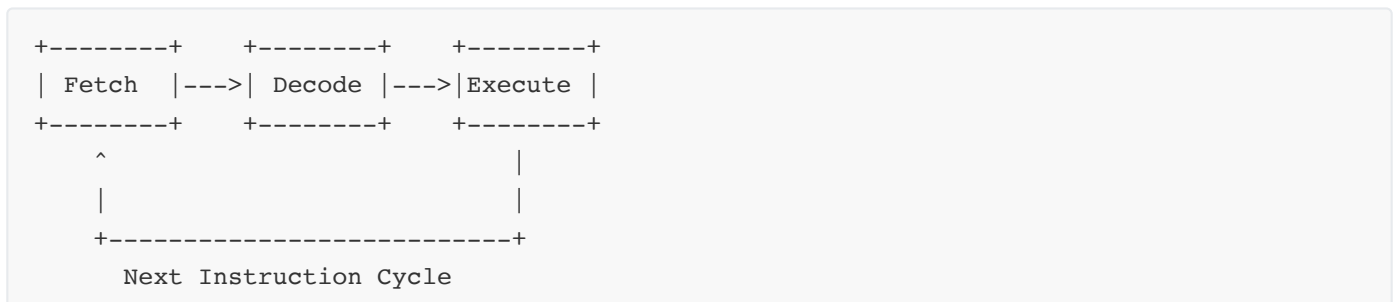 +--------+    +--------+    +--------+
| Fetch  |--->| Decode |--->|Execute |
+--------+    +--------+    +--------+
    ^                           |
    |                           |
    +---------------------------+
      Next Instruction Cycle